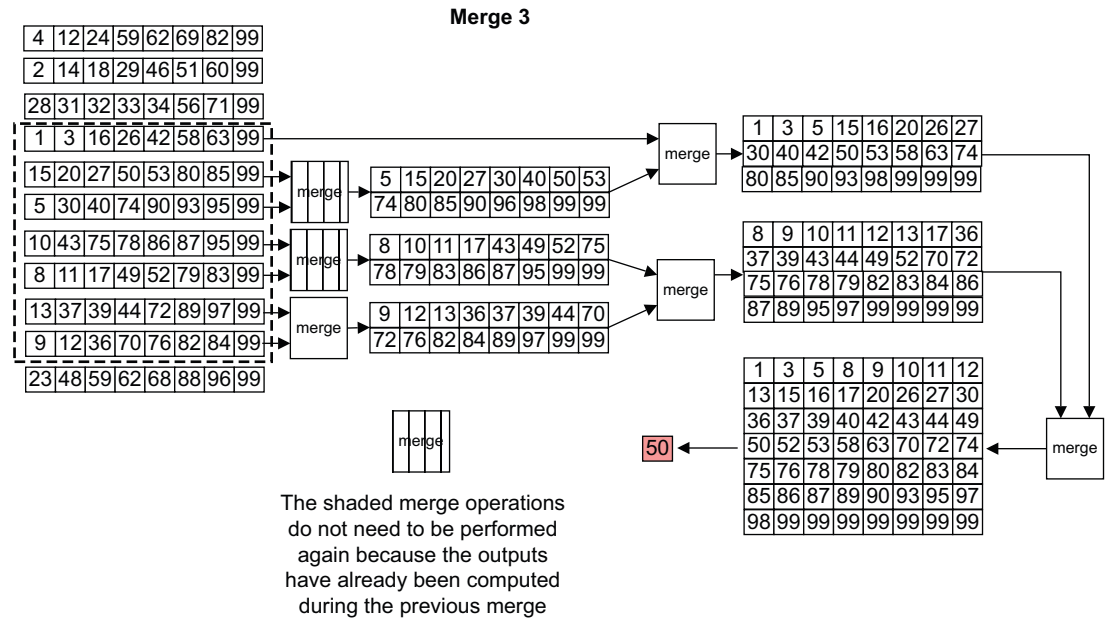 Merge 3
4 12 24 59 62 69 82 99
2 14 18 29 46 51 60 99
28 31 32 33 34 56 71 99
1 3 16 26 42 58 63 99
15 20 27 50 53 80 85 99
5 30 40 74 90 93 95 99
10 43 75 78 86 87 95 99
8 11 17 49 52 79 83 99
13 37 39 44 72 89 97 99
9 12 36 70 76 82 84 99
23 48 59 62 68 88 96 99
merge
merge
merge
5 15 20 27 30 40 50 53
74 80 85 90 96 98 99 99
8 10 11 17 43 49 52 75
78 79 83 86 87 95 99 99
9 12 13 36 37 39 44 70
72 76 82 84 89 97 99 99
merge
merge
1 3 5 15 16 20 26 27
30 40 42 50 53 58 63 74
80 85 90 93 98 99 99 99
8 9 10 11 12 13 17 36
37 39 43 44 49 52 70 72
75 76 78 79 82 83 84 86
87 89 95 97 99 99 99 99
merge
1 3 5 8 9 10 11 12
13 15 16 17 20 26 27 30
36 37 39 40 42 43 44 49
50 52 53 58 63 70 72 74
75 76 78 79 80 82 83 84
85 86 87 89 90 93 95 97
98 99 99 99 99 99 99 99
50
merge
The shaded merge operations
do not need to be performed
again because the outputs
have already been computed
during the previous merge